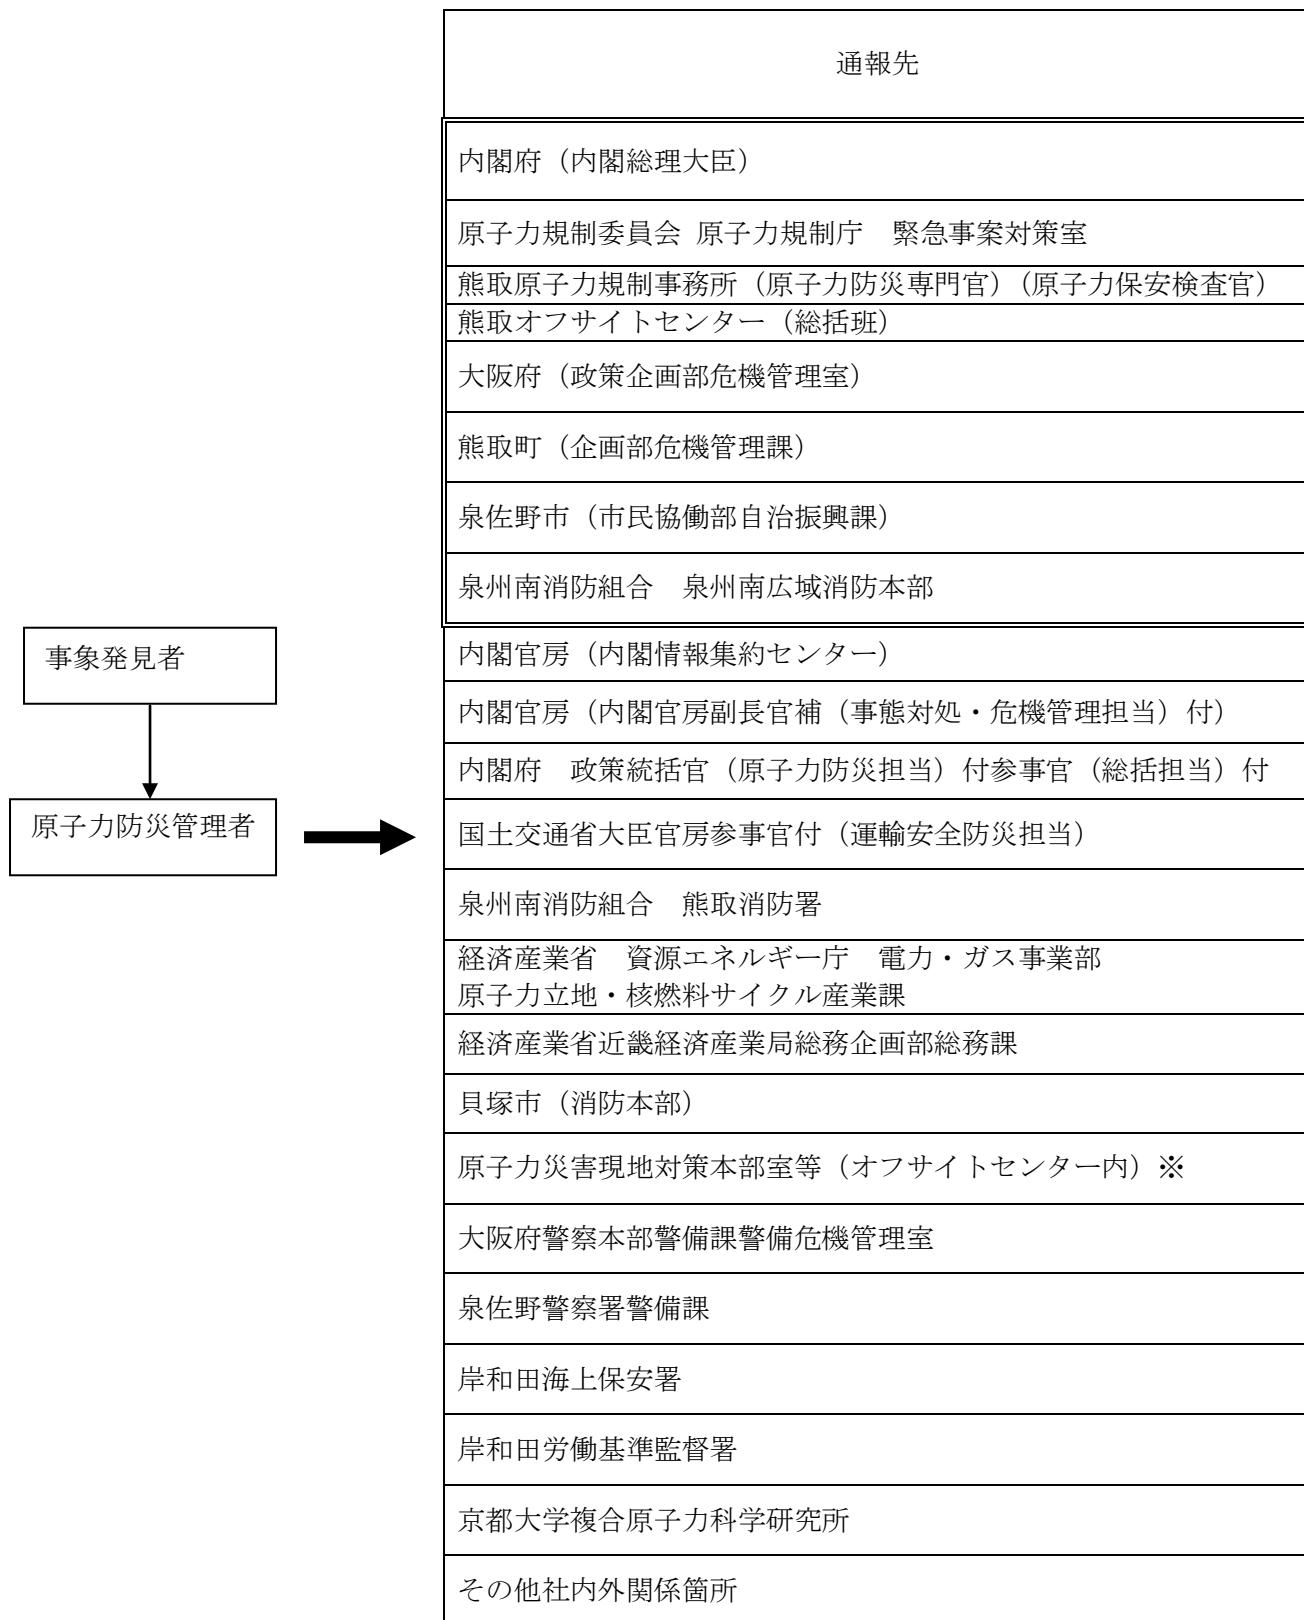 通報先
内閣府（内閣総理大臣）
原子力規制委員会 原子力規制庁　緊急事案対策室
熊取原子力規制事務所（原子力防災専門官）（原子力保安検査官）
熊取オフサイトセンター（総括班）
大阪府（政策企画部危機管理室）
熊取町（企画部危機管理課）
泉佐野市（市民協働部自治振興課）
泉州南消防組合　泉州南広域消防本部
事象発見者
原子力防災管理者
内閣官房（内閣情報集約センター）
内閣官房（内閣官房副長官補（事態対処・危機管理担当）付）
内閣府　政策統括官（原子力防災担当）付参事官（総括担当）付
国土交通省大臣官房参事官付（運輸安全防災担当）
泉州南消防組合　熊取消防署
経済産業省　資源エネルギー庁　電力・ガス事業部
原子力立地・核燃料サイクル産業課
経済産業省近畿経済産業局総務企画部総務課
貝塚市（消防本部）
原子力災害現地対策本部室等（オフサイトセンター内）※
大阪府警察本部警備課警備危機管理室
泉佐野警察署警備課
岸和田海上保安署
岸和田労働基準監督署
京都大学複合原子力科学研究所
その他社内外関係箇所